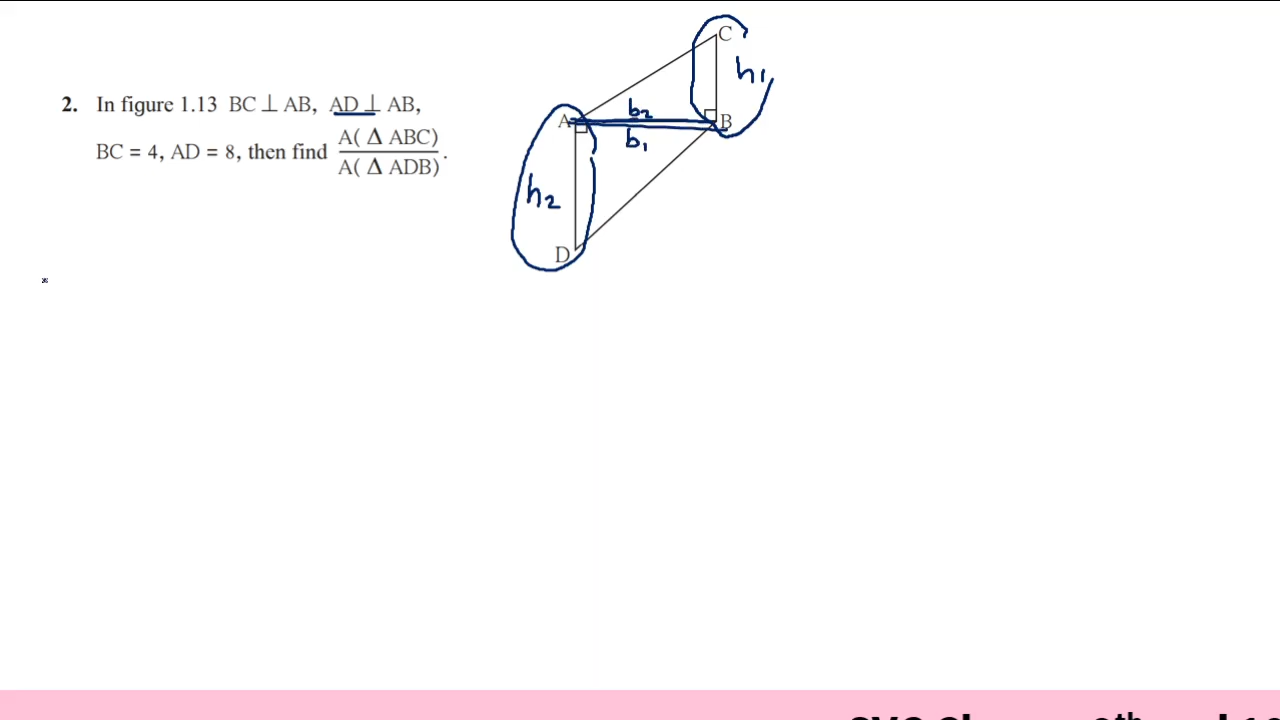 2. In figure 1.13 BC ⊥ AB, AD ⊥ AB,
BC = 4, AD = 8, then find A( Δ ABC) / A( Δ ADB) .
C
h₁
b₂
A
B
b₁
h₂
D